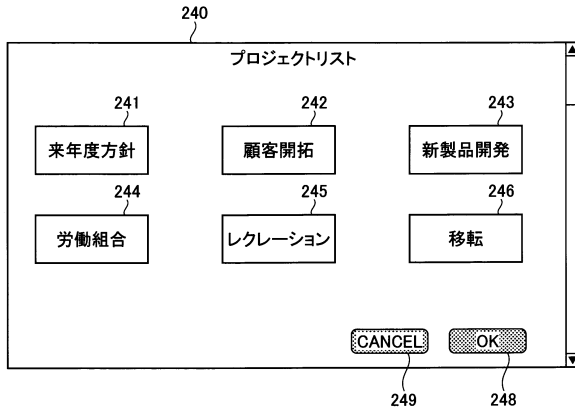 240
プロジェクトリスト
241 242 243
来年度方針 顧客開拓 新製品開発
244 245 246
労働組合 レクレーション 移転
CANCEL OK
249 248